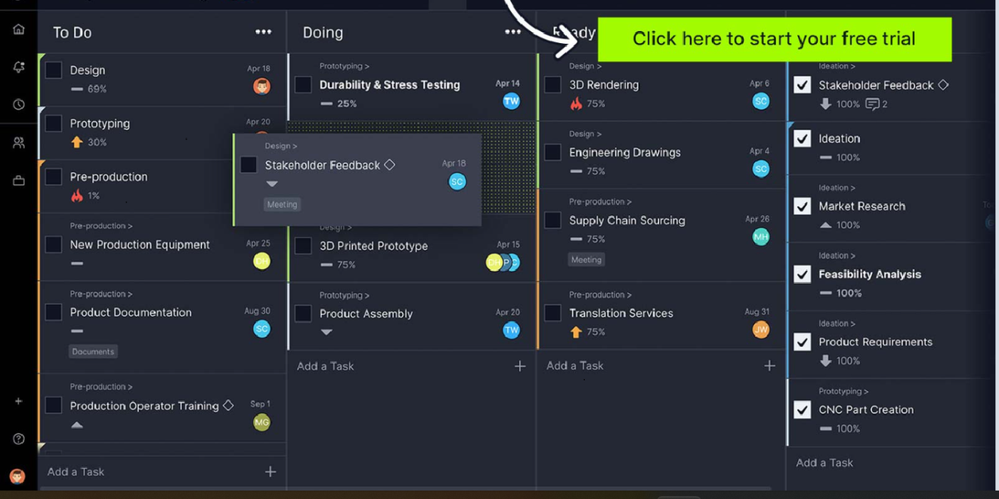 To Do
Design
Apr 18
69%
Prototyping
Apr 20
30%
Pre-production
1%
Pre-production >
New Production Equipment
Apr 25
DH
Pre-production >
Product Documentation
Aug 30
SC
Documents
Pre-production >
Production Operator Training
Sep 1
MG
Add a Task
Doing
Prototyping >
Durability & Stress Testing
Apr 14
25%
TW
Design >
Stakeholder Feedback
Apr 18
SC
Meeting
Design >
3D Printed Prototype
Apr 15
75%
DH P C
Prototyping >
Product Assembly
Apr 20
TW
Add a Task
Ready
Click here to start your free trial
Design >
3D Rendering
Apr 6
75%
SC
Design >
Engineering Drawings
Apr 4
75%
SC
Pre-production >
Supply Chain Sourcing
Apr 26
75%
MH
Meeting
Pre-production >
Translation Services
Aug 31
75%
JW
Add a Task
Ideation >
Stakeholder Feedback
100% 2
Ideation
100%
Ideation >
Market Research
100%
Ideation >
Feasibility Analysis
100%
Ideation >
Product Requirements
100%
Prototyping >
CNC Part Creation
100%
Add a Task